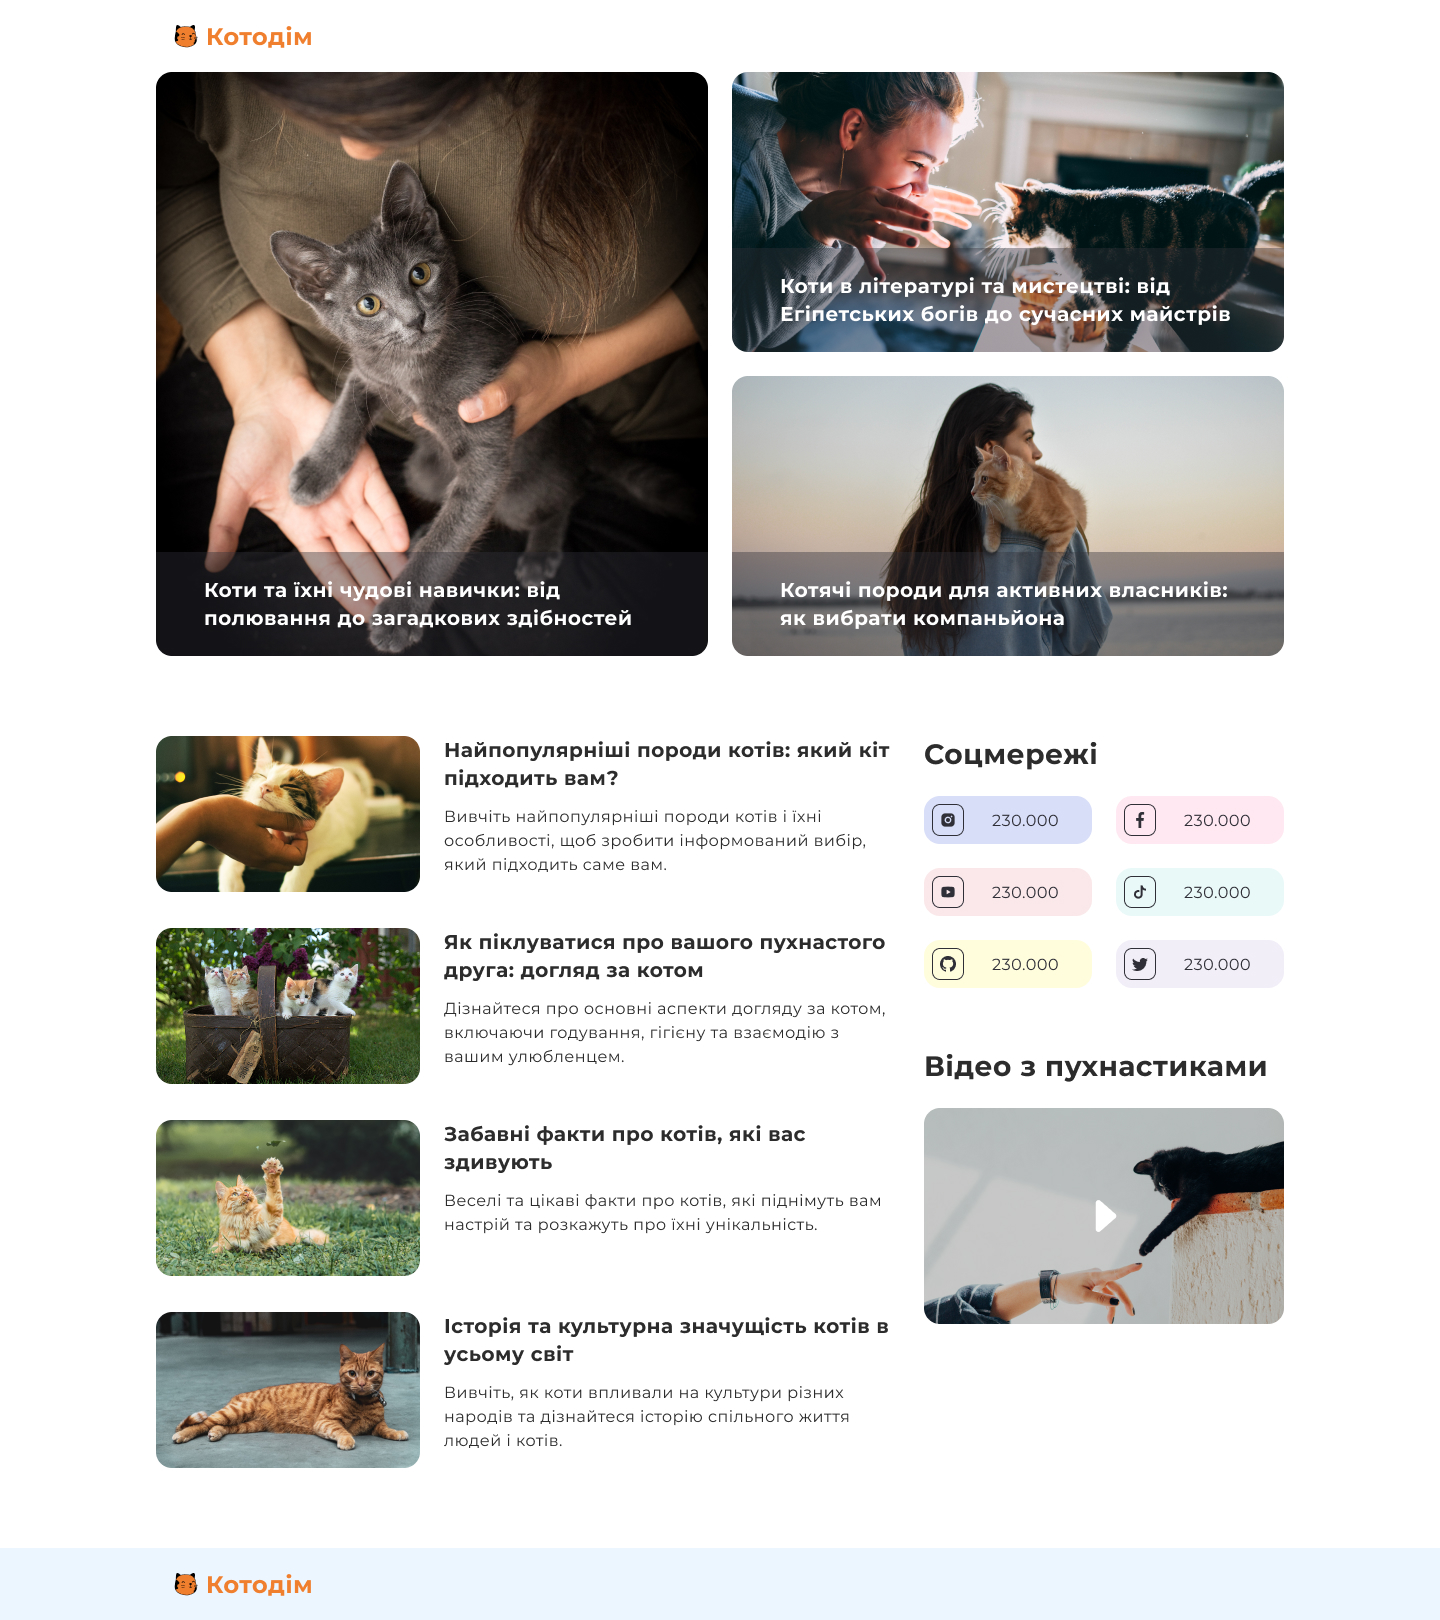 Котодім
Коти та їхні чудові навички: від
полювання до загадкових здібностей
Коти в літературі та мистецтві: від
Егіпетських богів до сучасних майстрів
Котячі породи для активних власників:
як вибрати компаньйона
Найпопулярніші породи котів: який кіт
підходить вам?
Вивчіть найпопулярніші породи котів і їхні
особливості, щоб зробити інформований вибір,
який підходить саме вам.
Як піклуватися про вашого пухнастого
друга: догляд за котом
Дізнайтеся про основні аспекти догляду за котом,
включаючи годування, гігієну та взаємодію з
вашим улюбленцем.
Забавні факти про котів, які вас
здивують
Веселі та цікаві факти про котів, які піднімуть вам
настрій та розкажуть про їхні унікальність.
Історія та культурна значущість котів в
усьому світ
Вивчіть, як коти впливали на культури різних
народів та дізнайтеся історію спільного життя
людей і котів.
Соцмережі
230.000
230.000
230.000
230.000
230.000
230.000
Відео з пухнастиками
Котодім